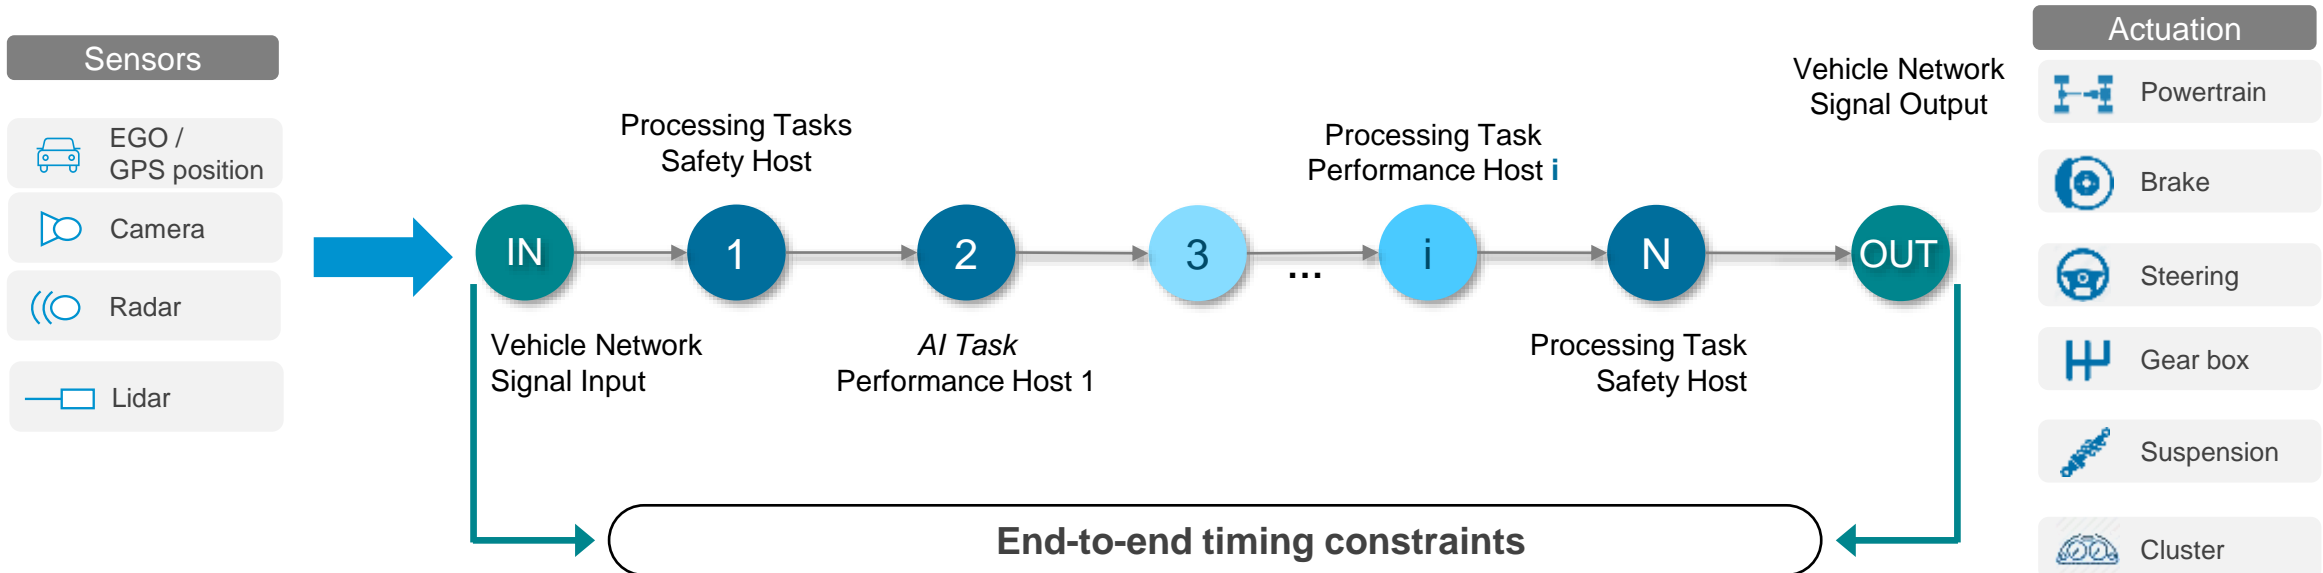 Sensors
EGO /
GPS position
Camera
Radar
Lidar
Processing Tasks
Safety Host
Processing Task
Performance Host i
Vehicle Network
Signal Output
IN
1
2
3
...
i
N
OUT
Vehicle Network
Signal Input
AI Task
Performance Host 1
Processing Task
Safety Host
End-to-end timing constraints
Actuation
Powertrain
Brake
Steering
Gear box
Suspension
Cluster